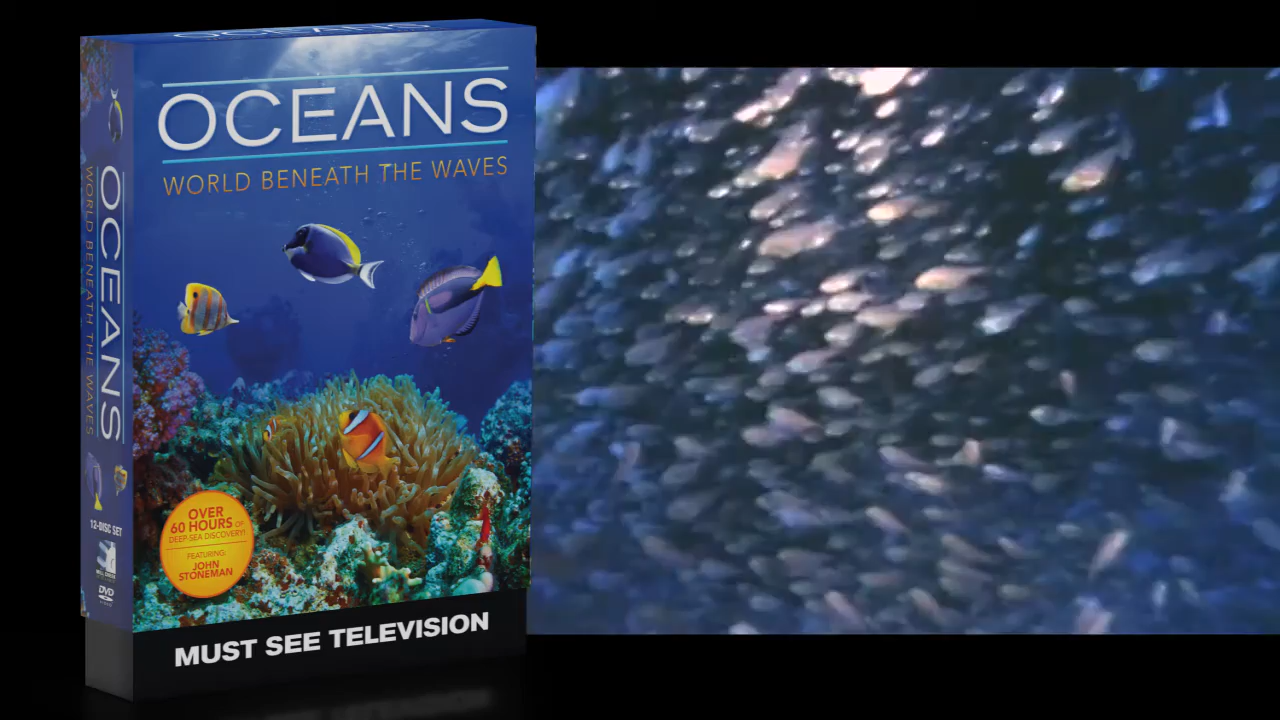 OCEANS
OCEANS
WORLD BENEATH THE WAVES
OVER
60 HOURS OF
DEEP-SEA DISCOVERY!
FEATURING
JOHN
STONEMAN
MUST SEE TELEVISION
OCEANS
WORLD BENEATH THE WAVES
12-DISC SET
DVD